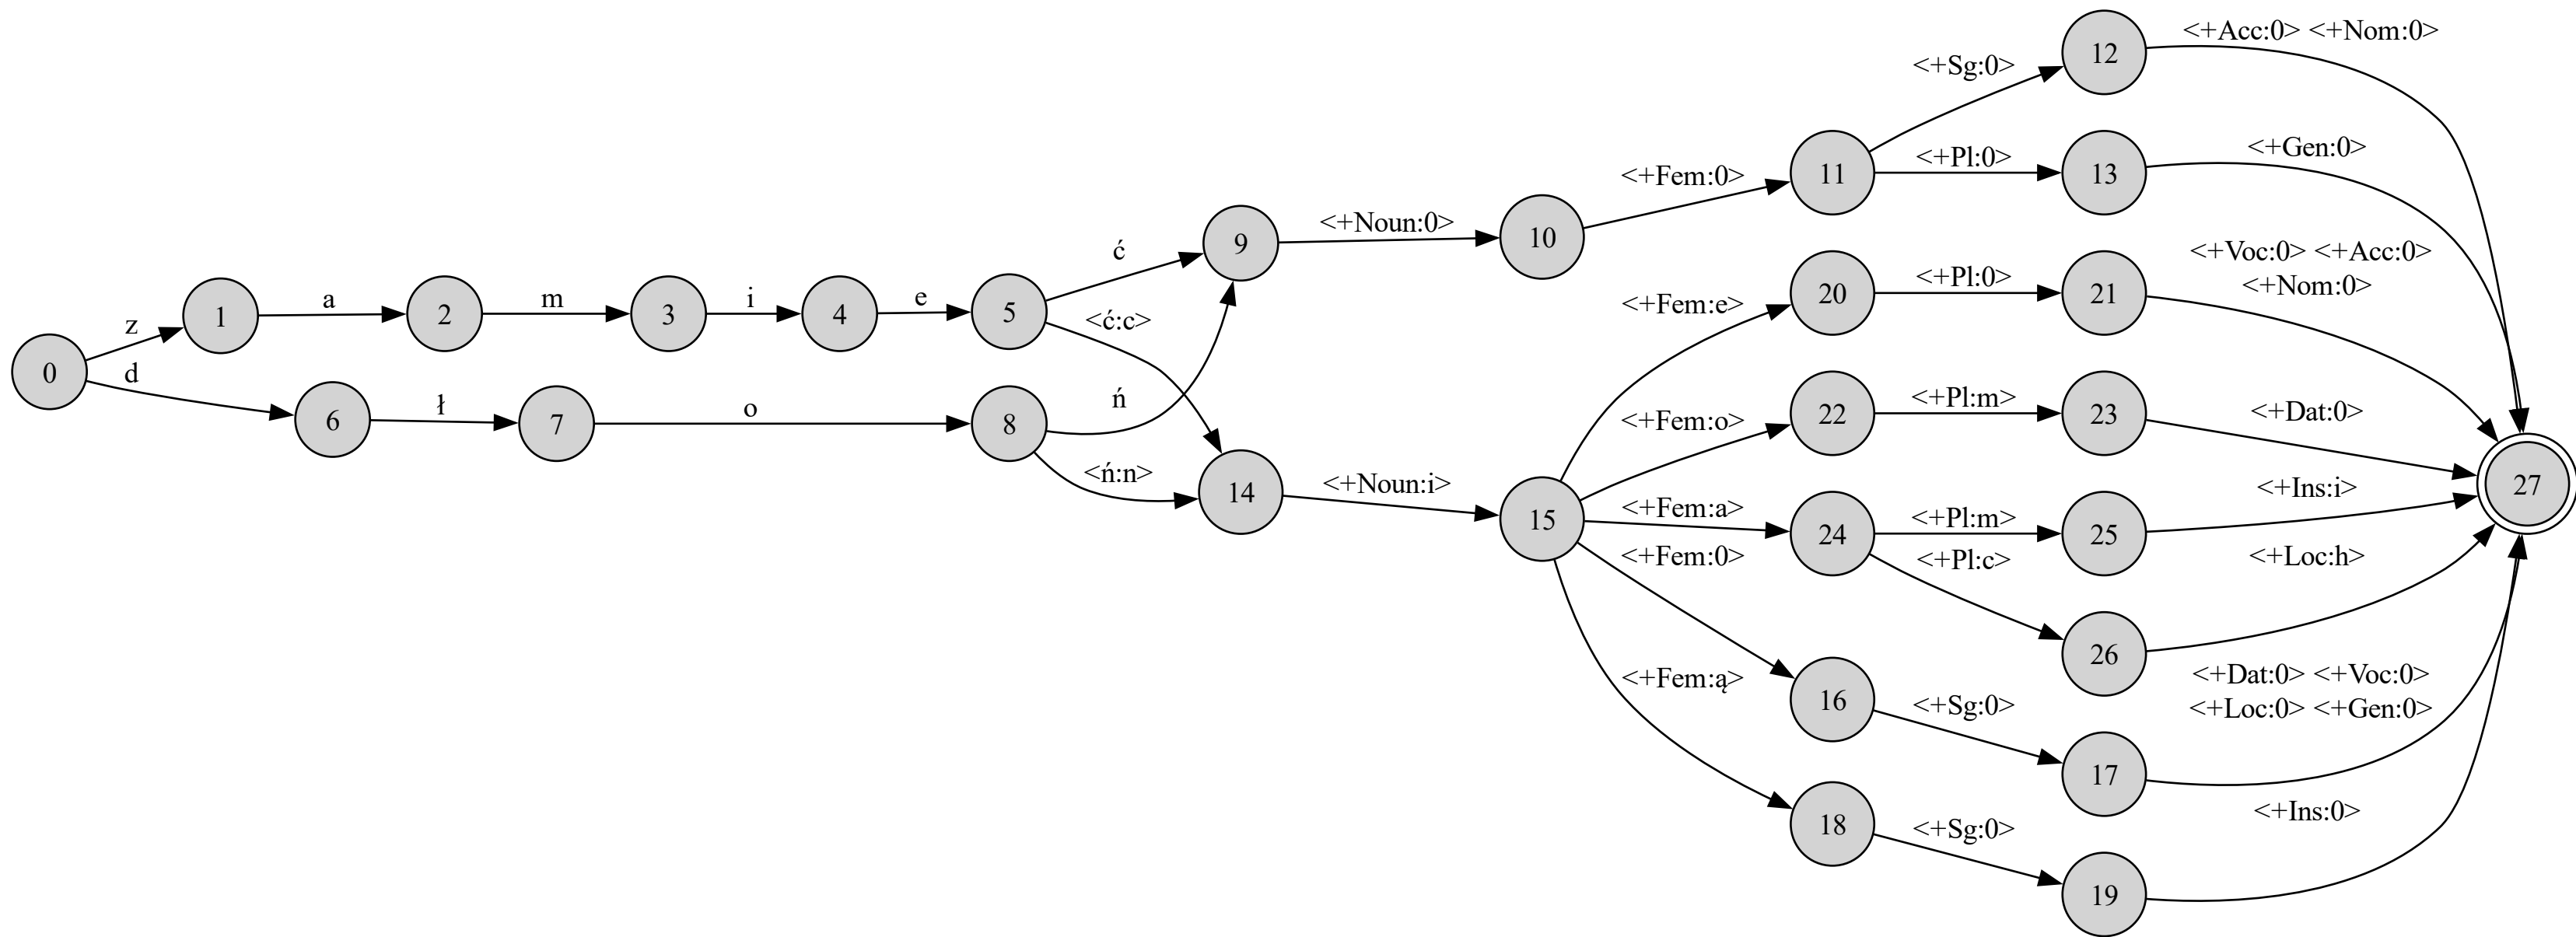 <+Acc:0> <+Nom:0>
12
<+Sg:0>
<+Gen:0>
<+Pl:0>
13
11
<+Fem:0>
<+Noun:0>
10
9
ć
<+Voc:0> <+Acc:0>
<+Nom:0>
<+Pl:0>
21
20
<+Fem:e>
z
1
a
2
m
3
i
4
e
5
<ć:c>
0
d
6
ł
7
o
8
ń
<ń:n>
14
<+Noun:i>
15
<+Fem:o>
22
<+Pl:m>
23
<+Dat:0>
27
<+Fem:a>
24
<+Pl:m>
25
<+Ins:i>
<+Fem:0>
<+Pl:c>
26
<+Loc:h>
<+Fem:ą>
16
<+Sg:0>
17
<+Dat:0> <+Voc:0>
<+Loc:0> <+Gen:0>
18
<+Sg:0>
19
<+Ins:0>